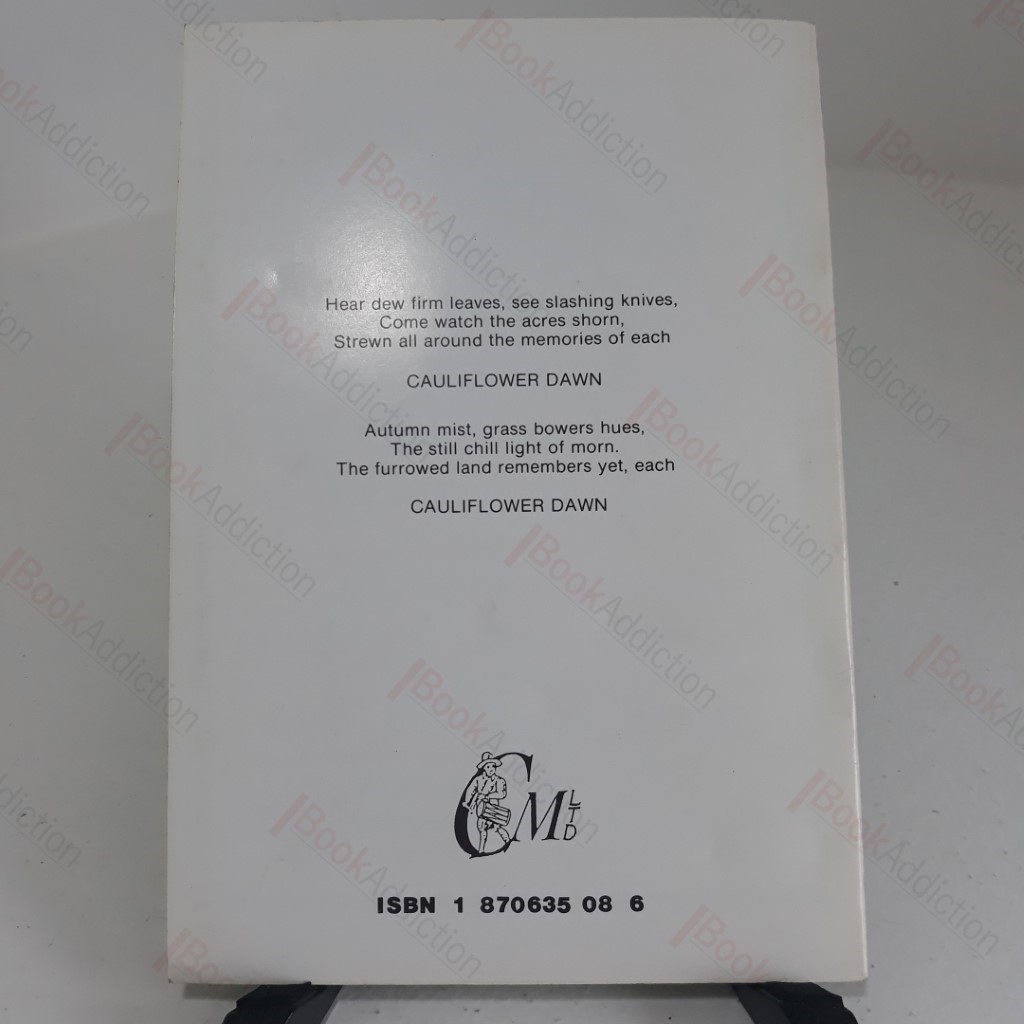 Hear dew firm leaves, see slashing knives,
Come watch the acres shorn,
Strewn all around the memories of each
CAULIFLOWER DAWN
Autumn mist, grass bowers hues,
The still chill light of morn.
The furrowed land remembers yet, each
CAULIFLOWER DAWN
CM LTD
ISBN 1 870635 08 6
BookAddiction